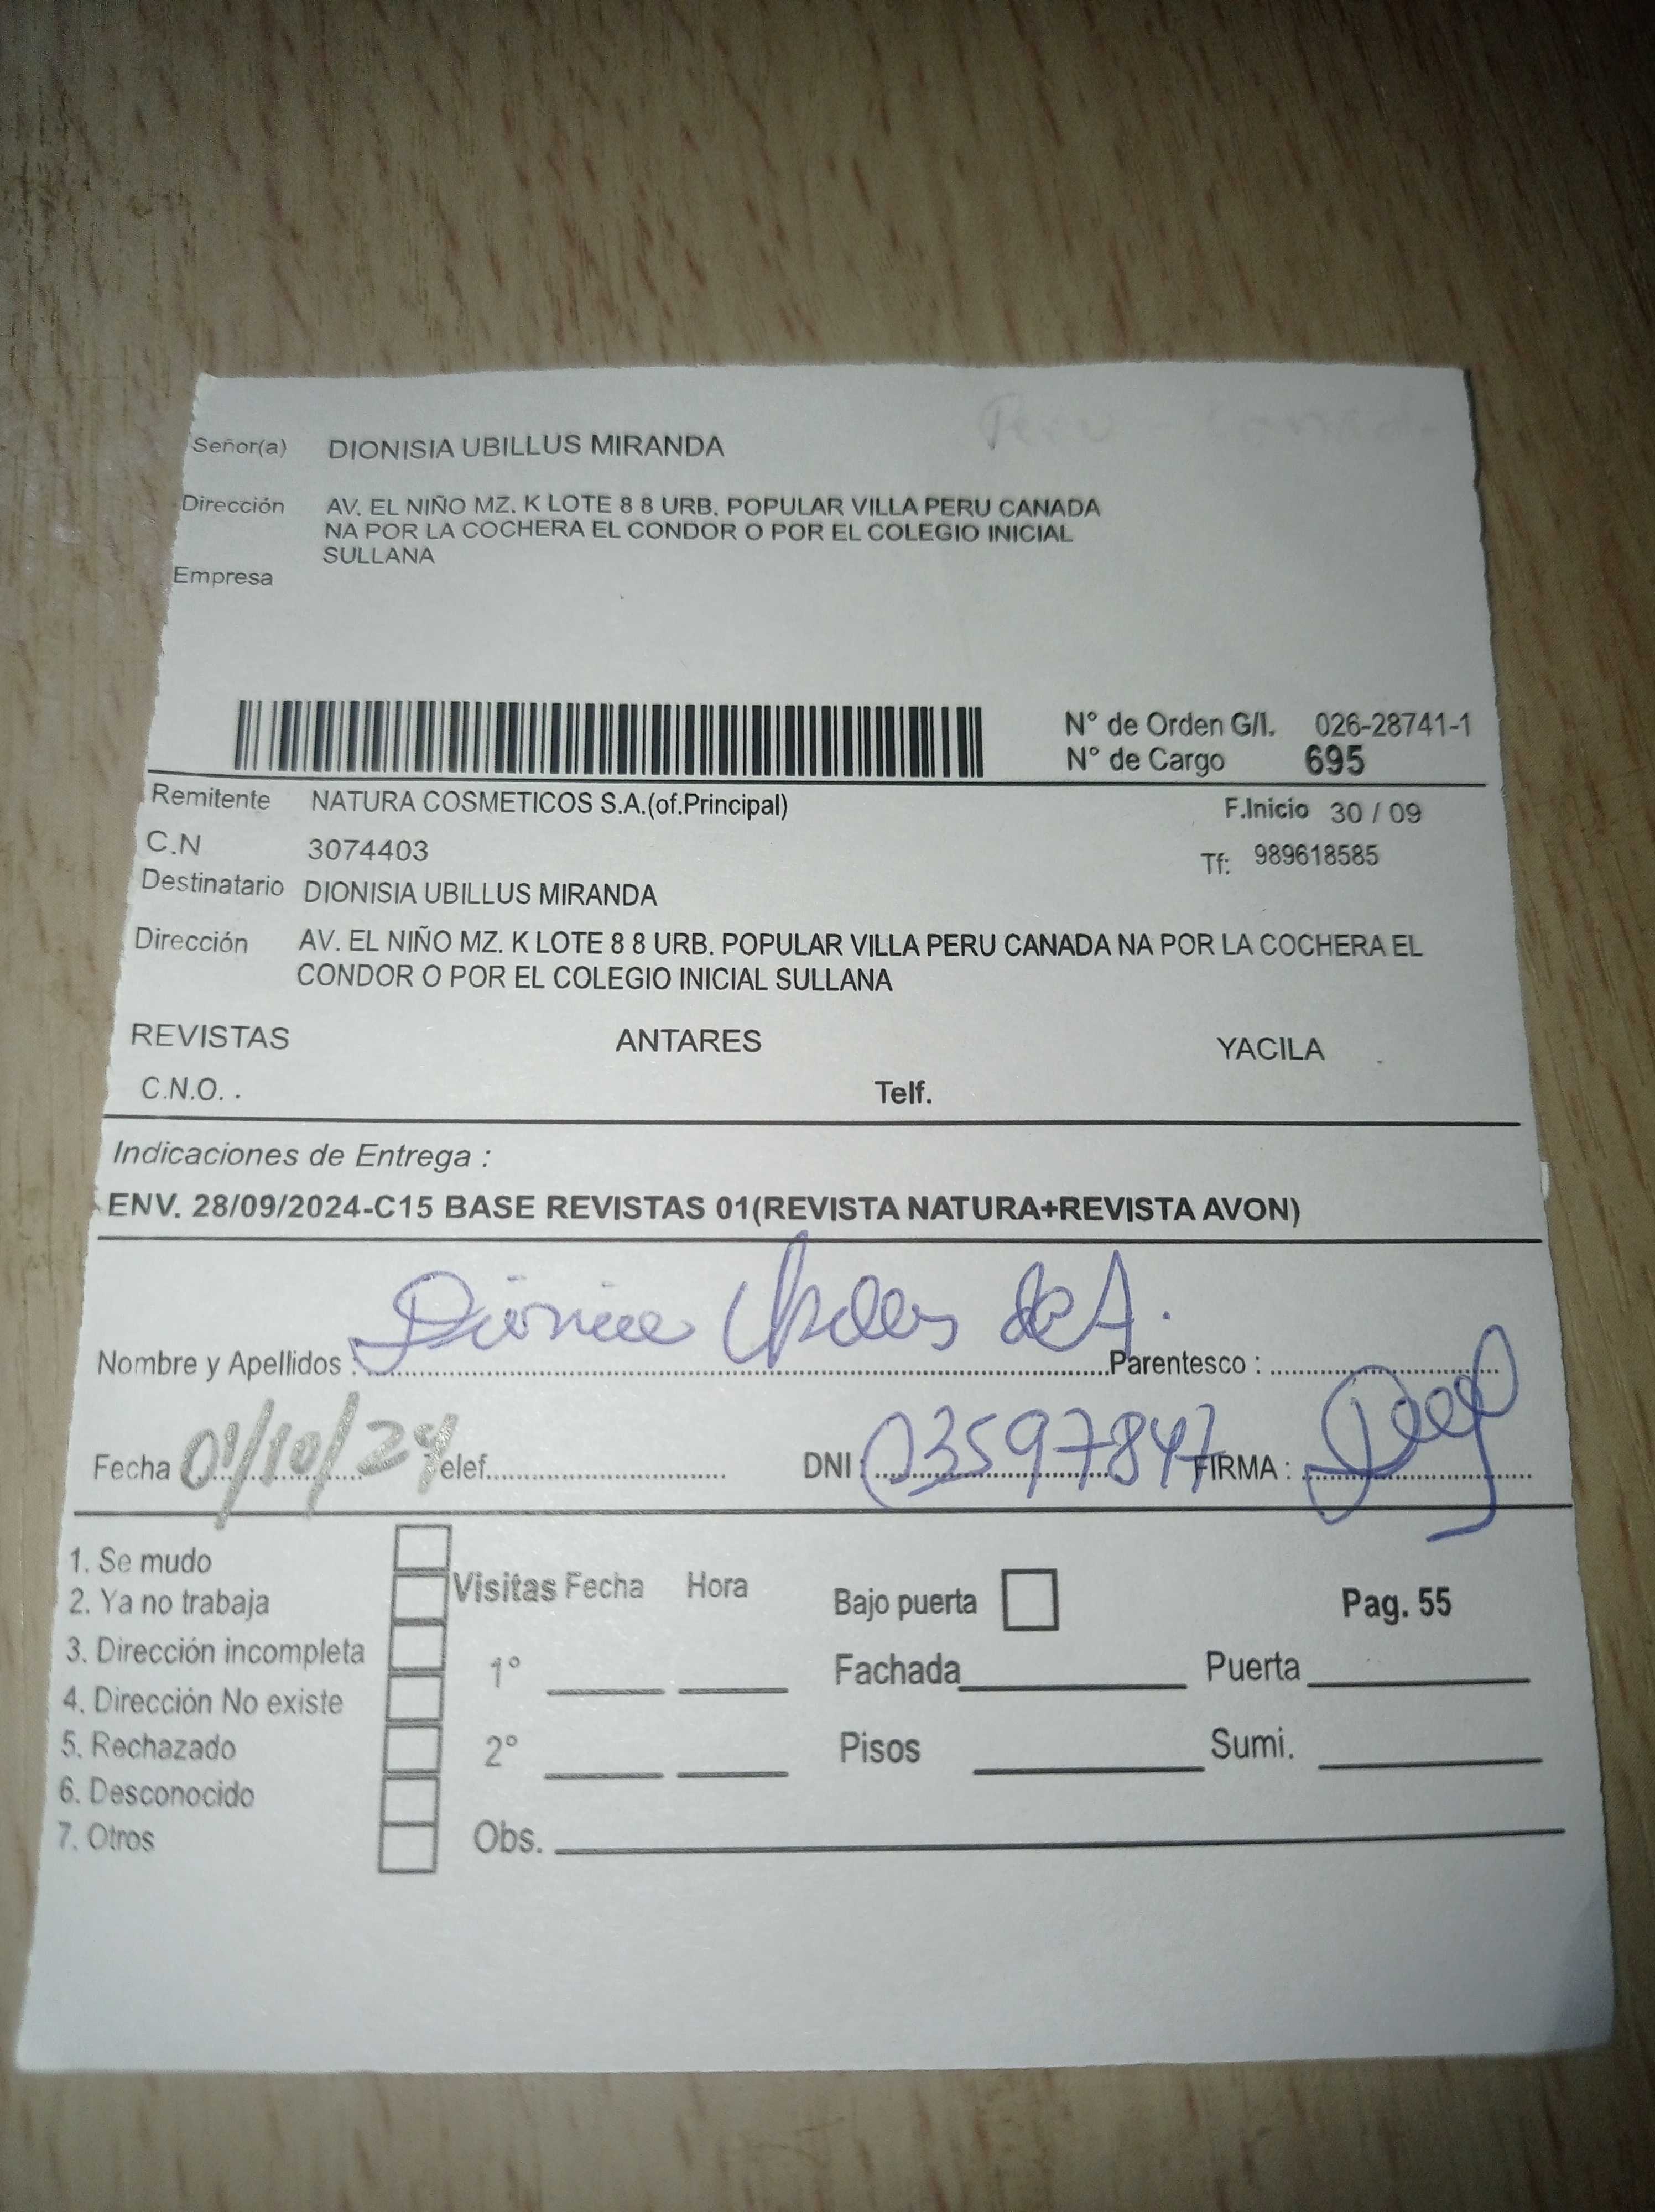 Peru - Canada
Señor(a) DIONISIA UBILLUS MIRANDA
Dirección AV. EL NIÑO MZ. K LOTE 8 8 URB. POPULAR VILLA PERU CANADA
NA POR LA COCHERA EL CONDOR O POR EL COLEGIO INICIAL
SULLANA
Empresa
N° de Orden G/I. 026-28741-1
N° de Cargo 695
Remitente NATURA COSMETICOS S.A.(of.Principal) F.Inicio 30 / 09
C.N 3074403 Tf: 989618585
Destinatario DIONISIA UBILLUS MIRANDA
Dirección AV. EL NIÑO MZ. K LOTE 8 8 URB. POPULAR VILLA PERU CANADA NA POR LA COCHERA EL
CONDOR O POR EL COLEGIO INICIAL SULLANA
REVISTAS ANTARES YACILA
C.N.O. . Telf.
Indicaciones de Entrega :
ENV. 28/09/2024-C15 BASE REVISTAS 01(REVISTA NATURA+REVISTA AVON)
Nombre y Apellidos : de A. Parentesco :
Fecha 01/10/24 Telef. DNI : 03597847 FIRMA :
1. Se mudo
2. Ya no trabaja Visitas Fecha Hora Bajo puerta Pag. 55
3. Dirección incompleta 1° Fachada Puerta
4. Dirección No existe
5. Rechazado 2° Pisos Sumi.
6. Desconocido
7. Otros Obs.